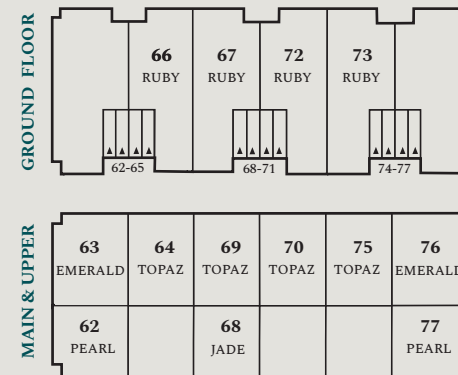 GROUND FLOOR
66 67 72 73
RUBY RUBY RUBY RUBY
62-65 68-71 74-77
MAIN & UPPER
63 64 69 70 75 76
EMERALD TOPAZ TOPAZ TOPAZ TOPAZ EMERALD
62 68 77
PEARL JADE PEARL